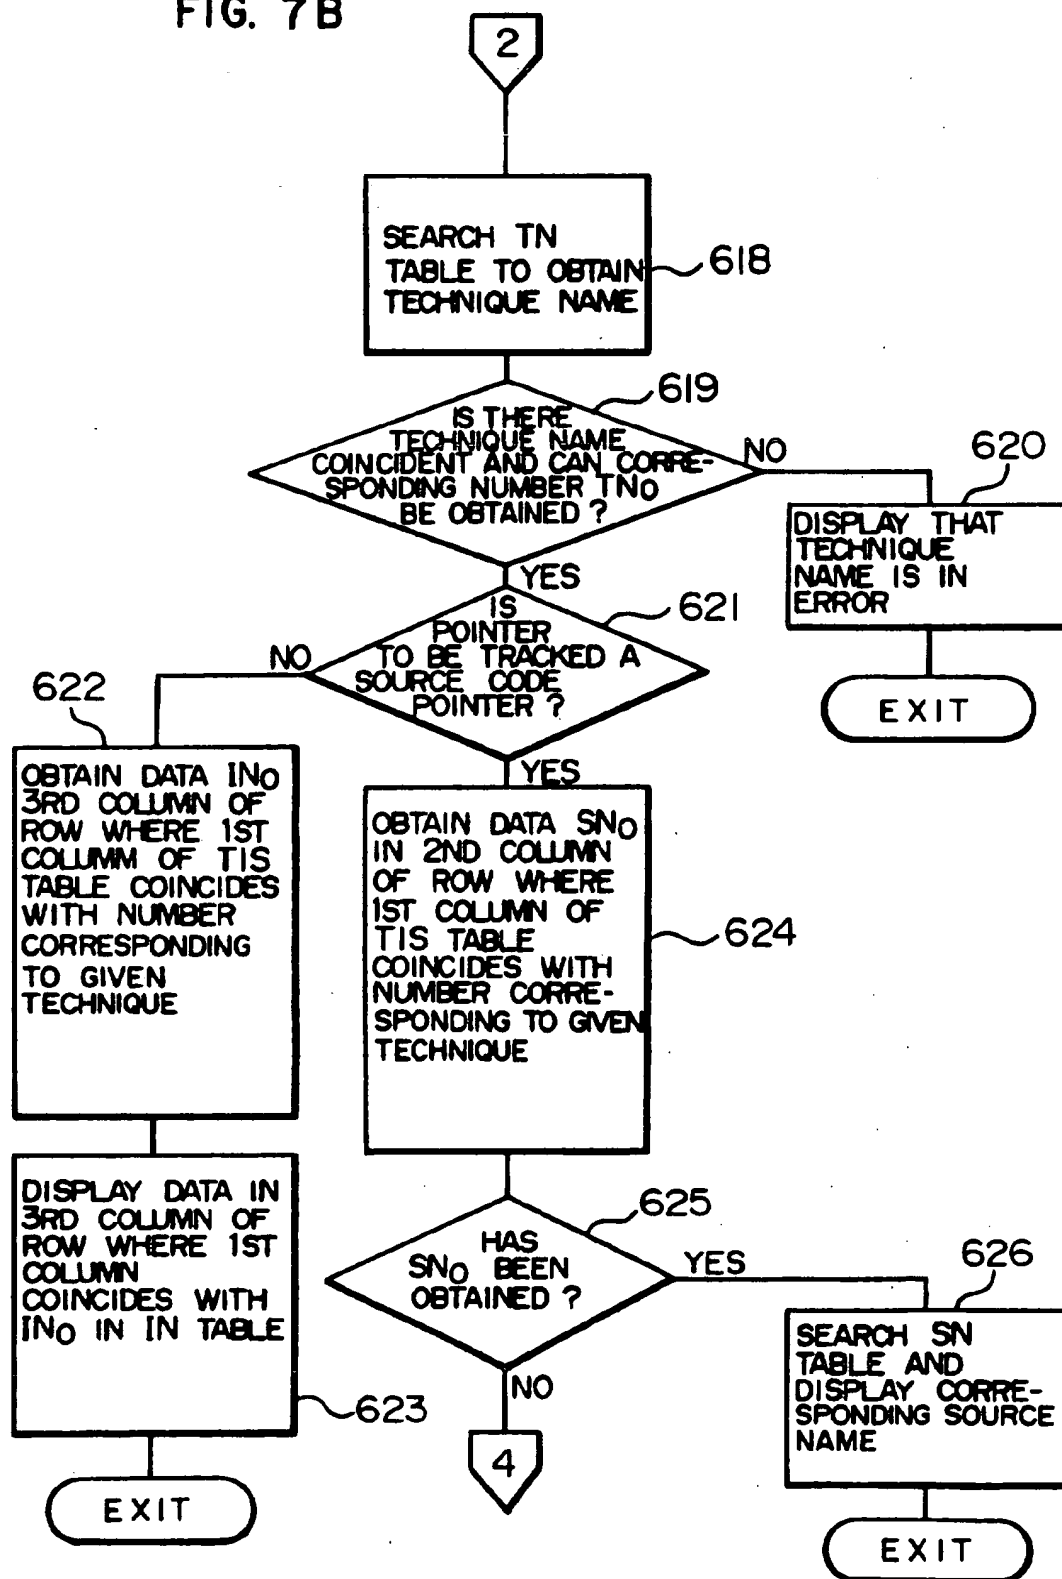 FIG. 7B
2
SEARCH TN
TABLE TO OBTAIN
TECHNIQUE NAME
618
619
IS THERE
TECHNIQUE NAME
COINCIDENT AND CAN CORRE-
SPONDING NUMBER TNO
BE OBTAINED ?
NO
620
DISPLAY THAT
TECHNIQUE
NAME IS IN
ERROR
EXIT
YES
621
IS
POINTER
TO BE TRACKED A
SOURCE CODE
POINTER ?
NO
622
OBTAIN DATA INO
3RD COLUMN OF
ROW WHERE 1ST
COLUMM OF TIS
TABLE COINCIDES
WITH NUMBER
CORRESPONDING
TO GIVEN
TECHNIQUE
DISPLAY DATA IN
3RD COLUMN OF
ROW WHERE 1ST
COLUMN
COINCIDES WITH
INO IN IN TABLE
623
EXIT
YES
OBTAIN DATA SNO
IN 2ND COLUMN
OF ROW WHERE
1ST COLUMN OF
TIS TABLE
COINCIDES WITH
NUMBER CORRE-
SPONDING TO GIVEN
TECHNIQUE
624
625
HAS
SNO BEEN
OBTAINED ?
YES
626
SEARCH SN
TABLE AND
DISPLAY CORRE-
SPONDING SOURCE
NAME
EXIT
NO
4